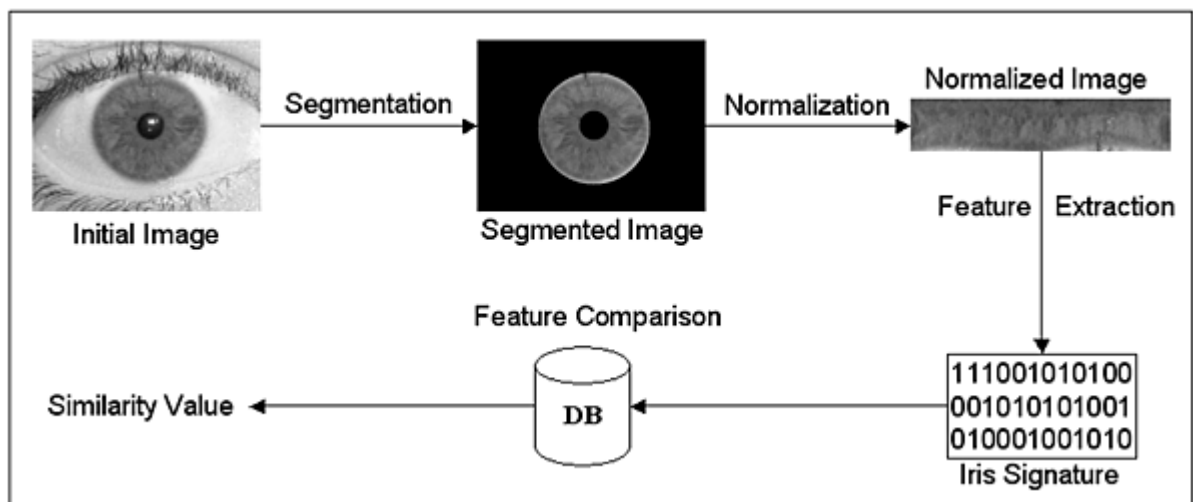 Segmentation
Normalization
Normalized Image
Initial Image
Segmented Image
Feature Extraction
Feature Comparison
111001010100
001010101001
010001001010
Iris Signature
DB
Similarity Value